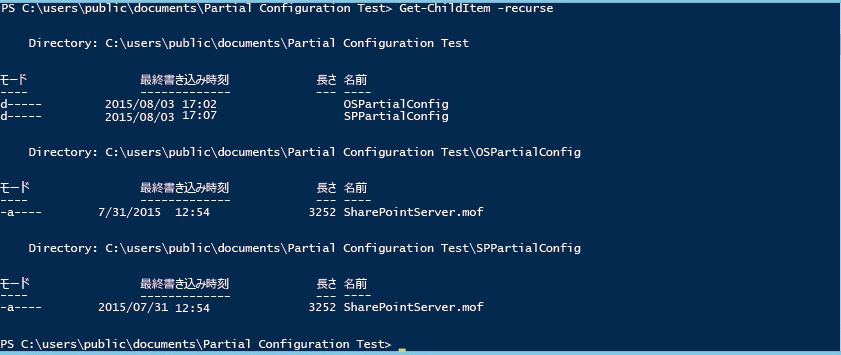 PS C:\users\public\documents\Partial Configuration Test> Get-ChildItem -recurse
Directory: C:\users\public\documents\Partial Configuration Test
モード 最終書き込み時刻 長さ 名前
---- ------------- --- ----
d----- 2015/08/03 17:02 OSPartialConfig
d----- 2015/08/03 17:07 SPPartialConfig
Directory: C:\users\public\documents\Partial Configuration Test\OSPartialConfig
モード 最終書き込み時刻 長さ 名前
---- ------------- --- ----
-a---- 7/31/2015 12:54 3252 SharePointServer.mof
Directory: C:\users\public\documents\Partial Configuration Test\SPPartialConfig
モード 最終書き込み時刻 長さ 名前
---- ------------- --- ----
-a---- 2015/07/31 12:54 3252 SharePointServer.mof
PS C:\users\public\documents\Partial Configuration Test> _